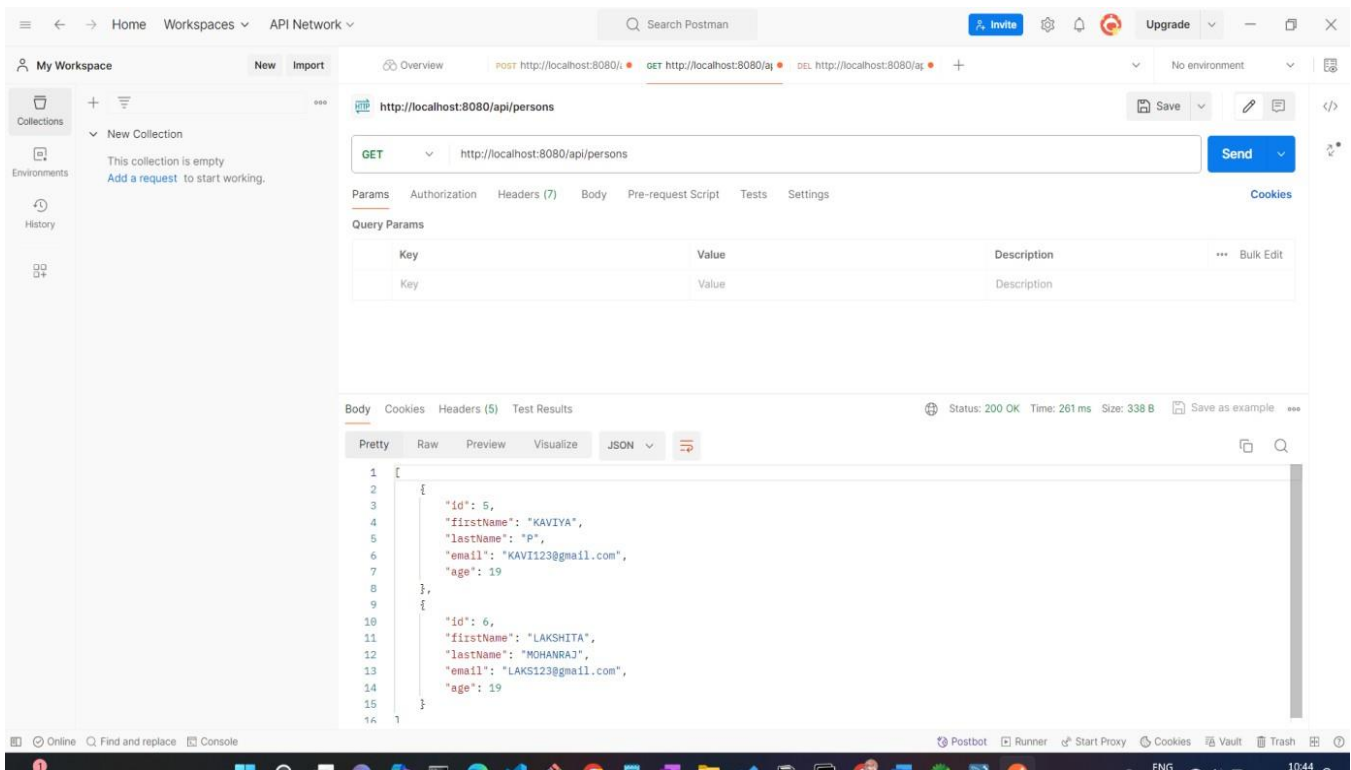 Home Workspaces API Network Search Postman Invite Upgrade
My Workspace New Import Overview POST http://localhost:8080/a GET http://localhost:8080/ap DEL http://localhost:8080/ap No environment
Collections
Environments
History
New Collection
This collection is empty
Add a request to start working.
HTTP http://localhost:8080/api/persons Save
GET http://localhost:8080/api/persons Send
Params Authorization Headers (7) Body Pre-request Script Tests Settings Cookies
Query Params
Key Value Description Bulk Edit
Key Value Description
Body Cookies Headers (5) Test Results Status: 200 OK Time: 261 ms Size: 338 B Save as example
Pretty Raw Preview Visualize JSON
1 [
2 {
3 "id": 5,
4 "firstName": "KAVIYA",
5 "lastName": "P",
6 "email": "KAVI123@gmail.com",
7 "age": 19
8 },
9 {
10 "id": 6,
11 "firstName": "LAKSHITA",
12 "lastName": "MOHANRAJ",
13 "email": "LAKS123@gmail.com",
14 "age": 19
15 }
16 ]
Online Find and replace Console Postbot Runner Start Proxy Cookies Vault Trash
1 ENG 10:44